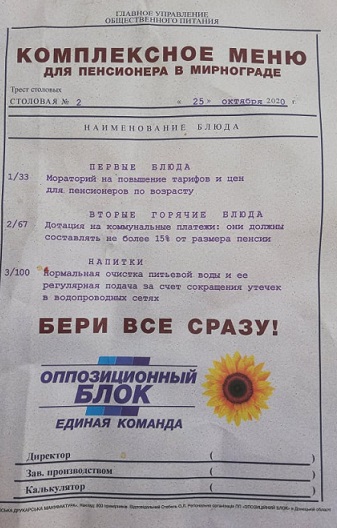 ГЛАВНОЕ УПРАВЛЕНИЕ
ОБЩЕСТВЕННОГО ПИТАНИЯ
КОМПЛЕКСНОЕ МЕНЮ
ДЛЯ ПЕНСИОНЕРА В МИРНОГРАДЕ
Трест столовых
СТОЛОВАЯ № 2 « 25 » октября 2020 г.
НАИМЕНОВАНИЕ БЛЮДА
ПЕРВЫЕ БЛЮДА
1/33 Мораторий на повышение тарифов и цен
для пенсионеров по возрасту
ВТОРЫЕ ГОРЯЧИЕ БЛЮДА
2/67 Дотация на коммунальные платежи: они должны
составлять не более 15% от размера пенсии
НАПИТКИ
3/100 Нормальная очистка питьевой воды и ее
регулярная подача за счет сокращения утечек
в водопроводных сетях
БЕРИ ВСЕ СРАЗУ!
ОППОЗИЦИОННЫЙ
БЛОК
ЕДИНАЯ КОМАНДА
Директор ( )
Зав. производством ( )
Калькулятор ( )